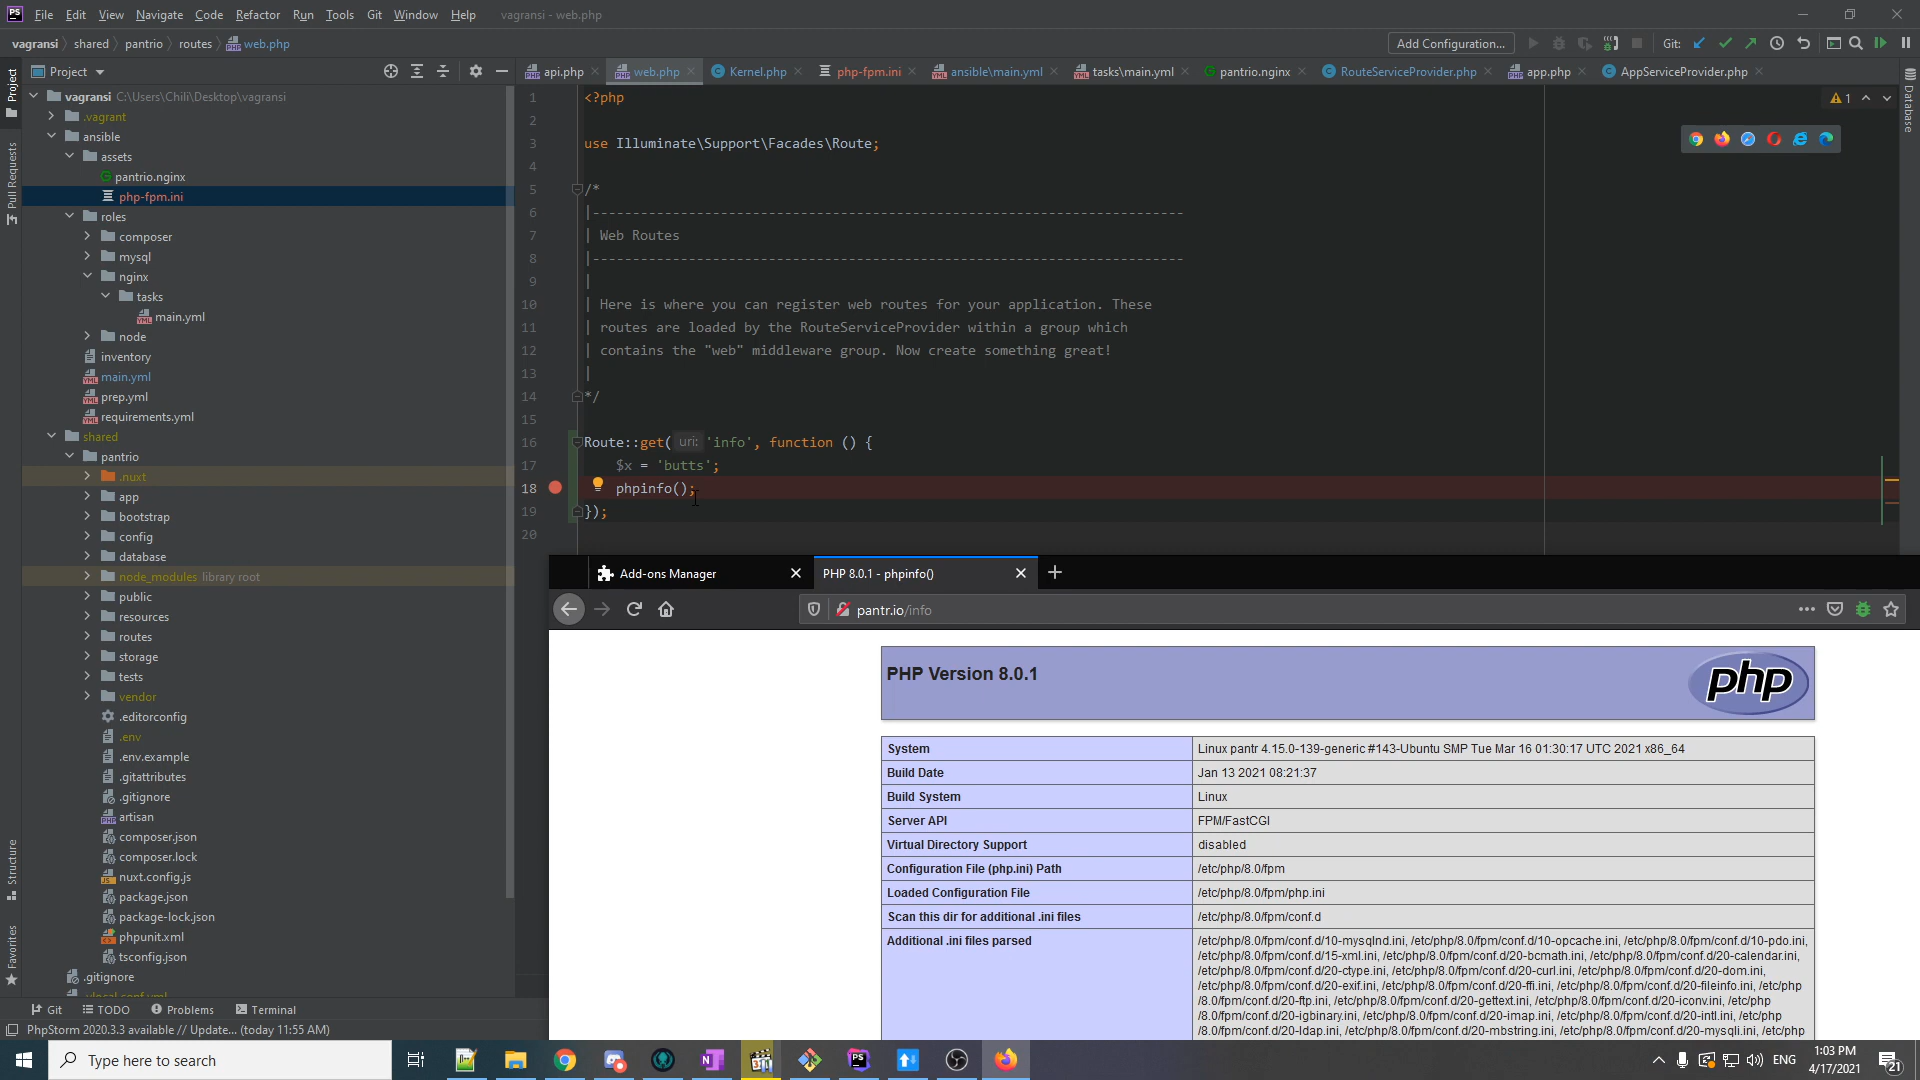 PS File Edit View Navigate Code Refactor Run Tools Git Window Help vagransi - web.php
vagransi shared pantrio routes web.php
Add Configuration... Git:
Project
api.php web.php Kernel.php php-fpm.ini ansible\main.yml tasks\main.yml pantrio.nginx RouteServiceProvider.php app.php AppServiceProvider.php
Project
Pull Requests
Structure
Favorites
Database
vagransi C:\Users\Chili\Desktop\vagransi
.vagrant
ansible
assets
pantrio.nginx
php-fpm.ini
roles
composer
mysql
nginx
tasks
main.yml
node
inventory
main.yml
prep.yml
requirements.yml
shared
pantrio
.nuxt
app
bootstrap
config
database
node_modules library root
public
resources
routes
storage
tests
vendor
.editorconfig
.env
.env.example
.gitattributes
.gitignore
artisan
composer.json
composer.lock
nuxt.config.js
package.json
package-lock.json
phpunit.xml
tsconfig.json
.gitignore
1 <?php
2
3 use Illuminate\Support\Facades\Route;
4
5 /*
6 |--------------------------------------------------------------------------
7 | Web Routes
8 |--------------------------------------------------------------------------
9 |
10 | Here is where you can register web routes for your application. These
11 | routes are loaded by the RouteServiceProvider within a group which
12 | contains the "web" middleware group. Now create something great!
13 |
14 */
15
16 Route::get( uri: 'info', function () {
17 $x = 'butts';
18 phpinfo();
19 });
20
1
Add-ons Manager PHP 8.0.1 - phpinfo()
pantr.io/info
PHP Version 8.0.1
php
System Linux pantr 4.15.0-139-generic #143-Ubuntu SMP Tue Mar 16 01:30:17 UTC 2021 x86_64
Build Date Jan 13 2021 08:21:37
Build System Linux
Server API FPM/FastCGI
Virtual Directory Support disabled
Configuration File (php.ini) Path /etc/php/8.0/fpm
Loaded Configuration File /etc/php/8.0/fpm/php.ini
Scan this dir for additional .ini files /etc/php/8.0/fpm/conf.d
Additional .ini files parsed /etc/php/8.0/fpm/conf.d/10-mysqlnd.ini, /etc/php/8.0/fpm/conf.d/10-opcache.ini, /etc/php/8.0/fpm/conf.d/10-pdo.ini,
/etc/php/8.0/fpm/conf.d/15-xml.ini, /etc/php/8.0/fpm/conf.d/20-bcmath.ini, /etc/php/8.0/fpm/conf.d/20-calendar.ini,
/etc/php/8.0/fpm/conf.d/20-ctype.ini, /etc/php/8.0/fpm/conf.d/20-curl.ini, /etc/php/8.0/fpm/conf.d/20-dom.ini,
/etc/php/8.0/fpm/conf.d/20-exif.ini, /etc/php/8.0/fpm/conf.d/20-ffi.ini, /etc/php/8.0/fpm/conf.d/20-fileinfo.ini, /etc/php
/8.0/fpm/conf.d/20-ftp.ini, /etc/php/8.0/fpm/conf.d/20-gettext.ini, /etc/php/8.0/fpm/conf.d/20-iconv.ini, /etc/php
/8.0/fpm/conf.d/20-igbinary.ini, /etc/php/8.0/fpm/conf.d/20-imap.ini, /etc/php/8.0/fpm/conf.d/20-intl.ini, /etc/php
/8.0/fpm/conf.d/20-ldap.ini, /etc/php/8.0/fpm/conf.d/20-mbstring.ini, /etc/php/8.0/fpm/conf.d/20-mysqli.ini, /etc/php
Git TODO Problems Terminal
PhpStorm 2020.3.3 available // Update... (today 11:55 AM)
Type here to search
ENG
1:03 PM
4/17/2021
21